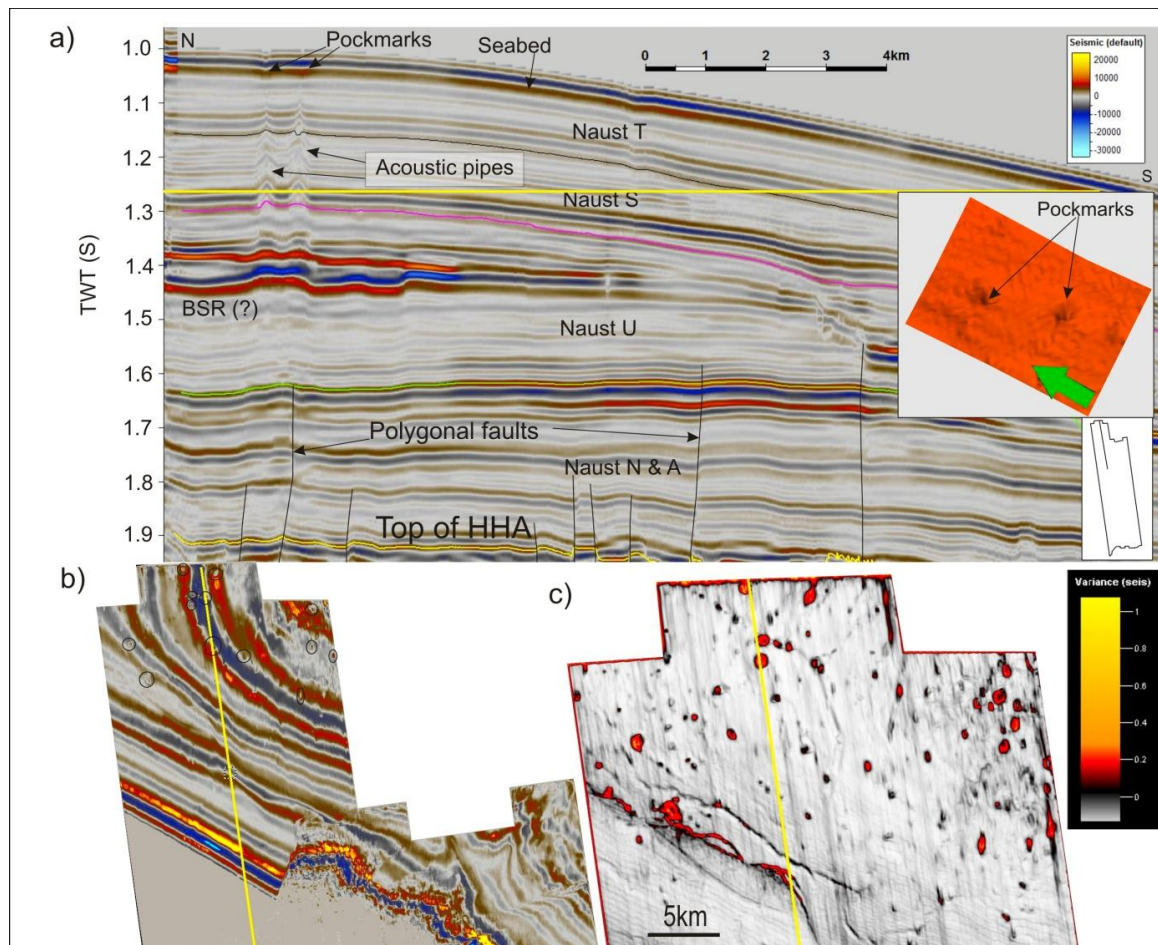 a)
N
Pockmarks
Seabed
0 1 2 3 4km
Seismic (default)
20000
10000
0
-10000
-20000
-30000
1.0
1.1
1.2
1.3
1.4
1.5
1.6
1.7
1.8
1.9
TWT (S)
Naust T
Acoustic pipes
S
Naust S
Pockmarks
BSR (?)
Naust U
Polygonal faults
Naust N & A
Top of HHA
b)
c)
5km
Variance (seis)
1
0.8
0.6
0.4
0.2
0